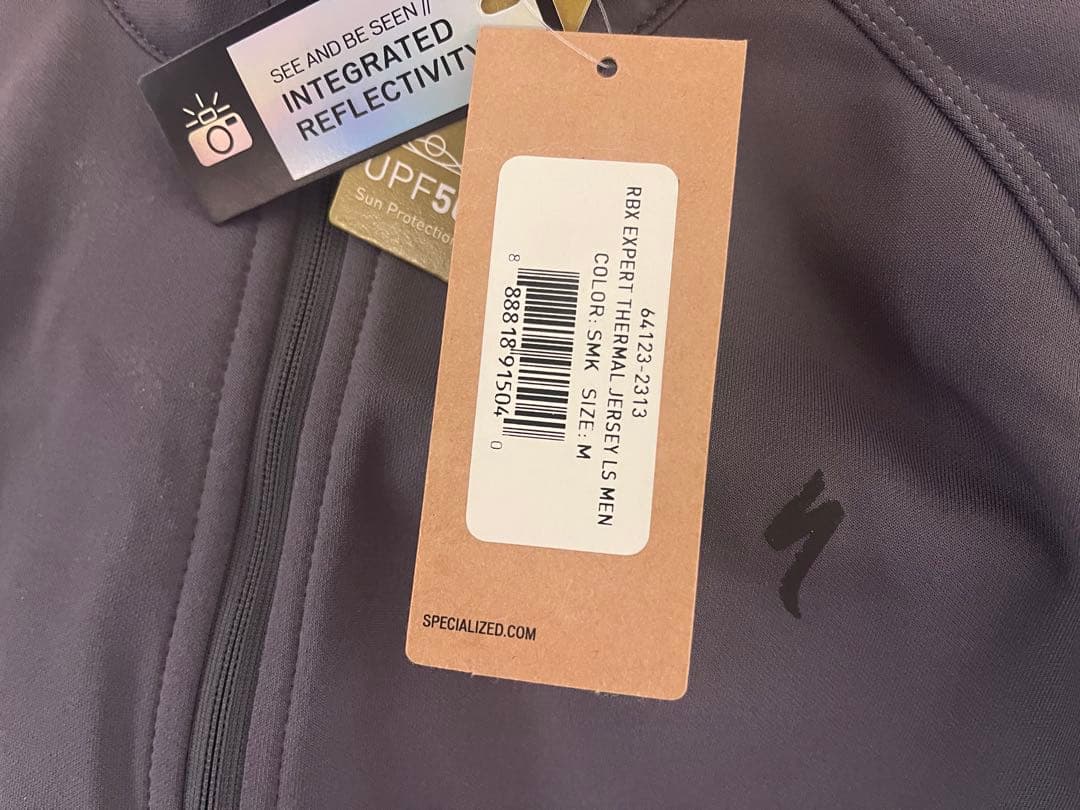 SEE AND BE SEEN //
INTEGRATED
REFLECTIVITY
UPF50
Sun Protection
64123-2313
RBX EXPERT THERMAL JERSEY LS MEN
COLOR: SMK SIZE: M
8 88818 91504 0
SPECIALIZED.COM